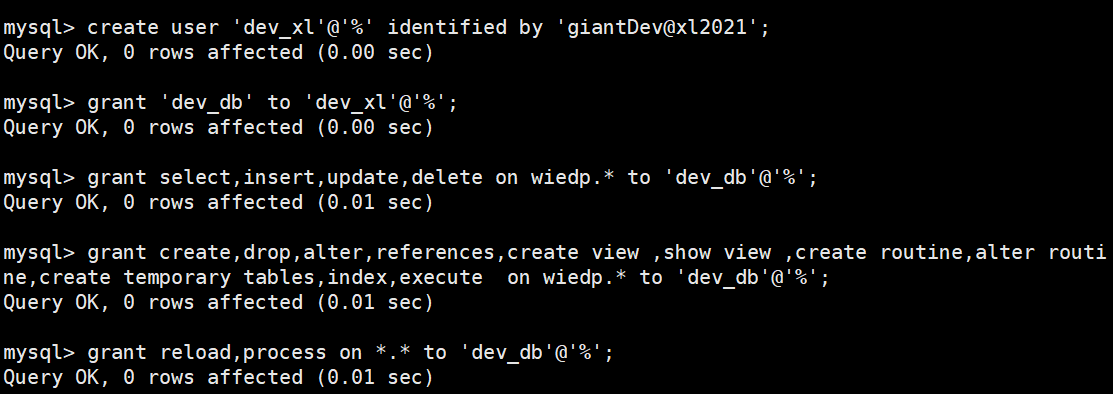 mysql> create user 'dev_xl'@'%' identified by 'giantDev@xl2021';
Query OK, 0 rows affected (0.00 sec)
mysql> grant 'dev_db' to 'dev_xl'@'%';
Query OK, 0 rows affected (0.00 sec)
mysql> grant select,insert,update,delete on wiedp.* to 'dev_db'@'%';
Query OK, 0 rows affected (0.01 sec)
mysql> grant create,drop,alter,references,create view ,show view ,create routine,alter routi
ne,create temporary tables,index,execute  on wiedp.* to 'dev_db'@'%';
Query OK, 0 rows affected (0.01 sec)
mysql> grant reload,process on *.* to 'dev_db'@'%';
Query OK, 0 rows affected (0.01 sec)